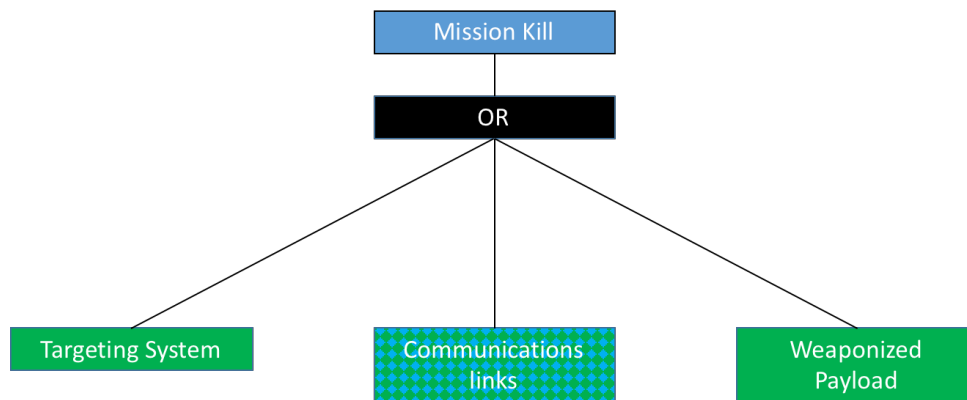 Mission Kill
OR
Targeting System
Communications
links
Weaponized
Payload